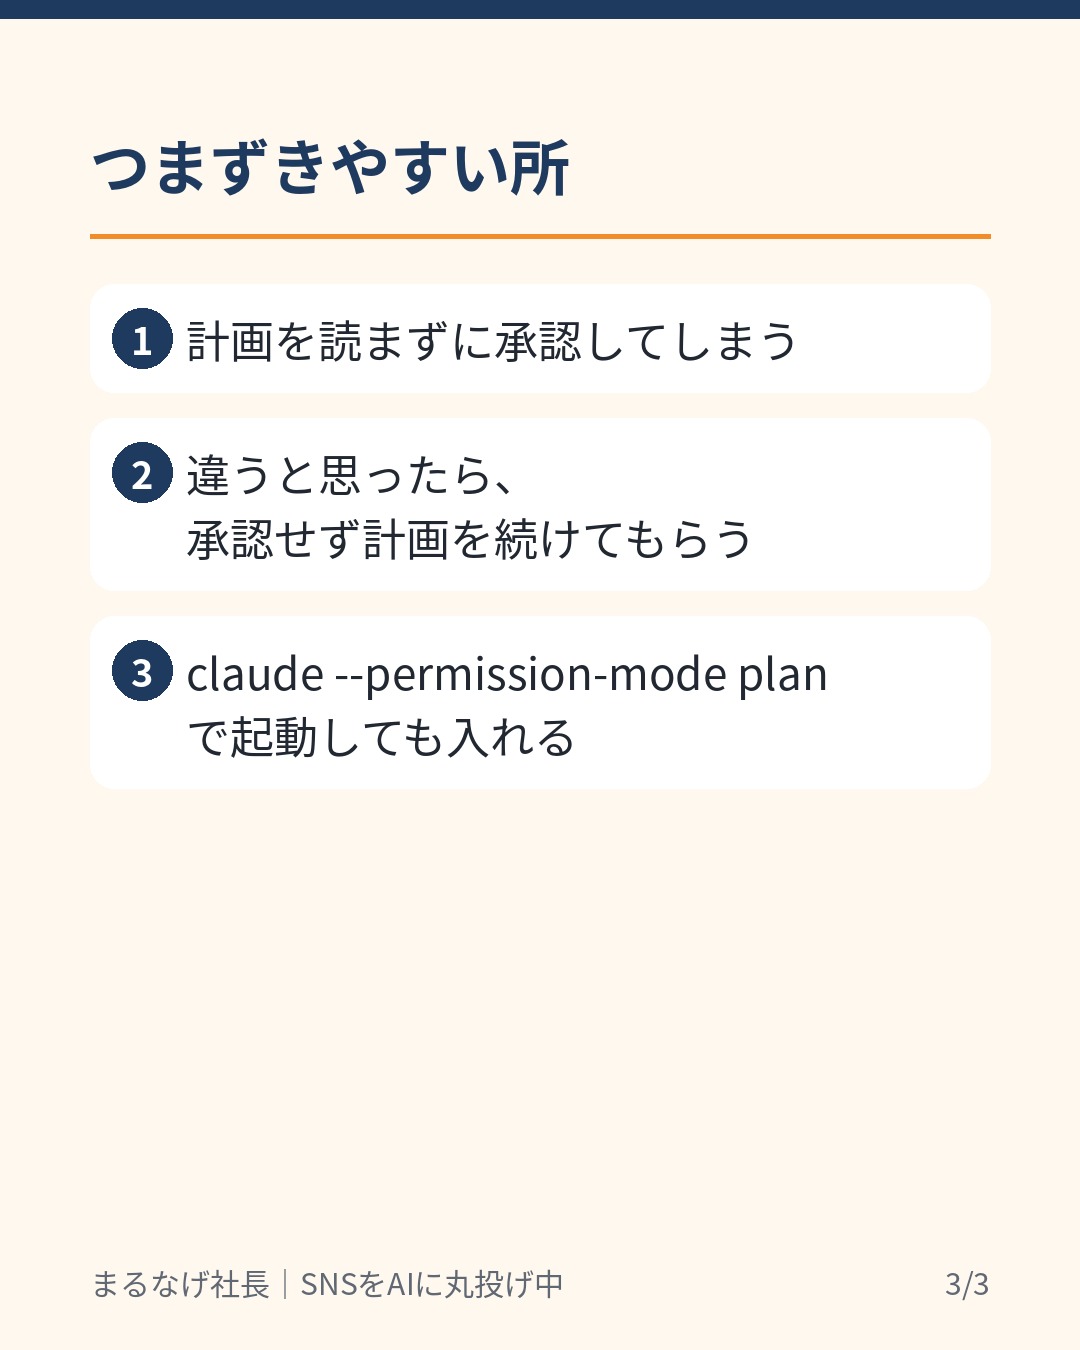 つまずきやすい所
1 計画を読まずに承認してしまう
2 違うと思ったら、
承認せず計画を続けてもらう
3 claude --permission-mode plan
で起動しても入れる
まるなげ社長｜SNSをAIに丸投げ中 3/3